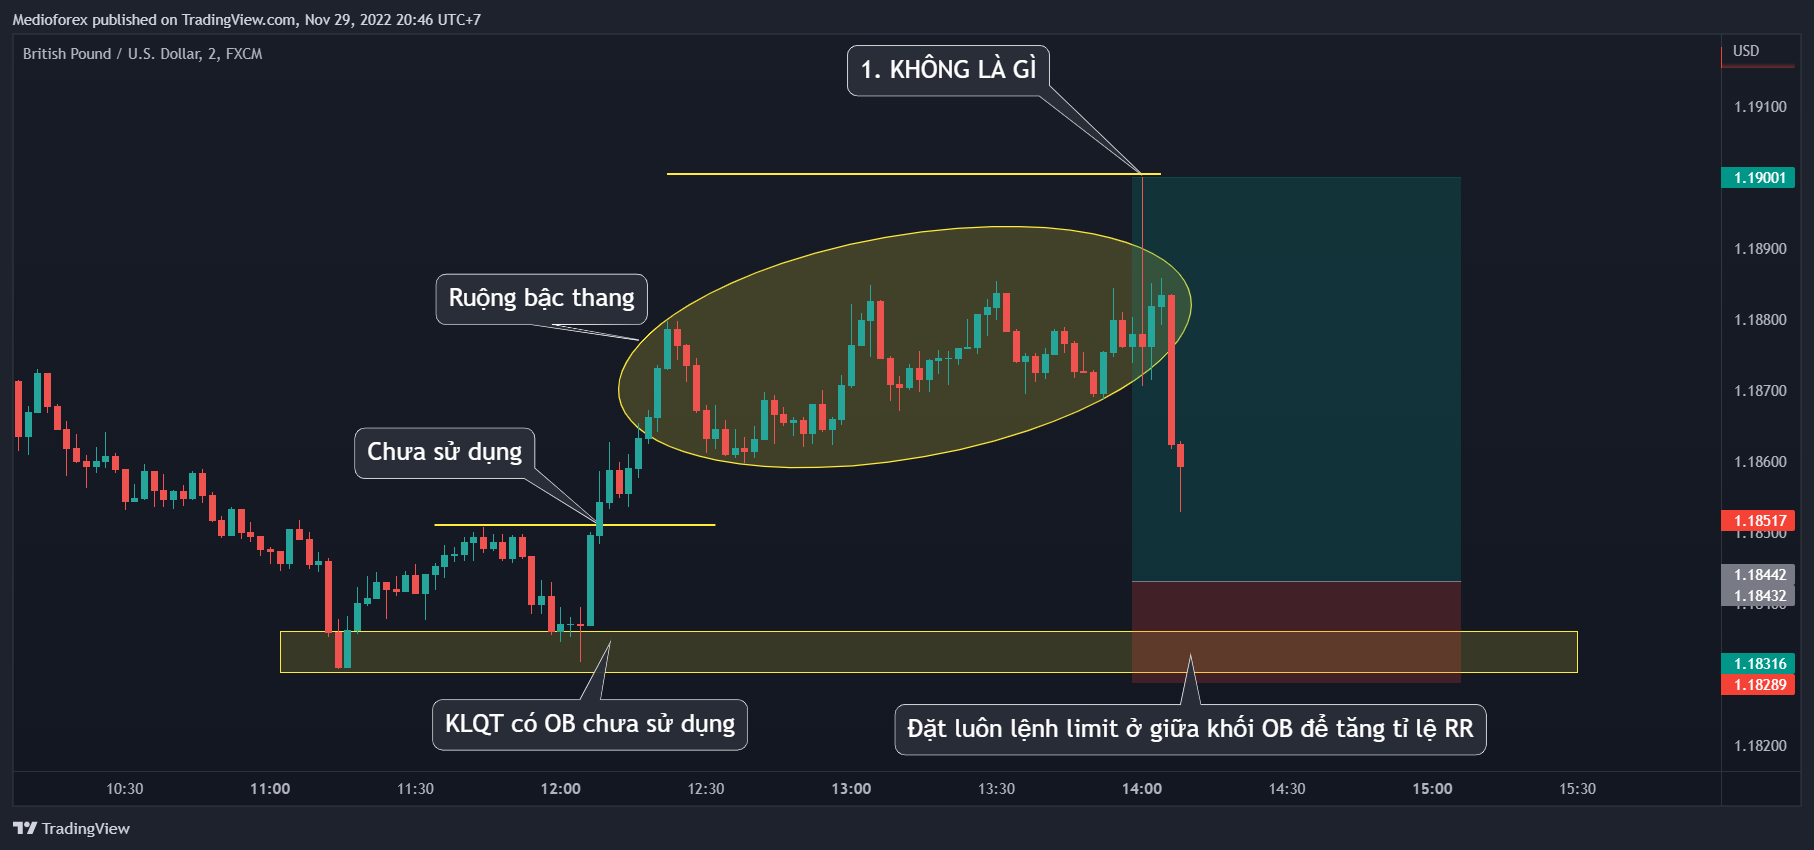 Medioforex published on TradingView.com, Nov 29, 2022 20:46 UTC+7
British Pound / U.S. Dollar, 2, FXCM
USD
1. KHÔNG LÀ GÌ
1.19100
1.19001
1.18900
Ruộng bậc thang
1.18800
1.18700
Chưa sử dụng
1.18600
1.18517
1.18500
1.18442
1.18432
1.18316
1.18289
KLQT có OB chưa sử dụng
Đặt luôn lệnh limit ở giữa khối OB để tăng tỉ lệ RR
1.18200
10:30 11:00 11:30 12:00 12:30 13:00 13:30 14:00 14:30 15:00 15:30
TradingView